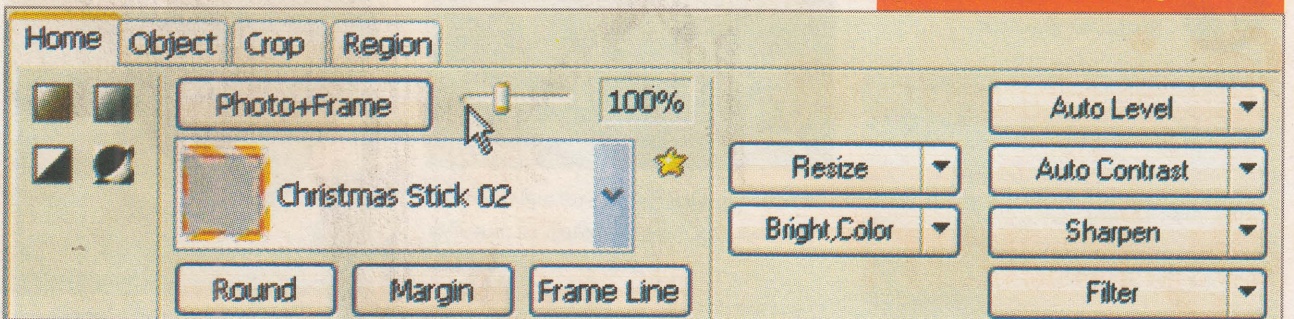 Home Object Crop Region
Photo+Frame 100% Auto Level
Christmas Stick 02 Resize Auto Contrast
Bright,Color Sharpen
Round Margin Frame Line Filter